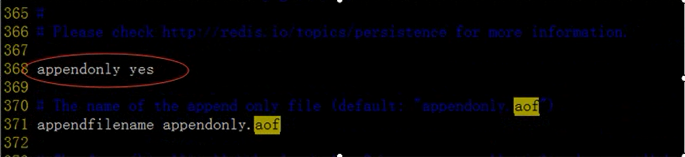 365 #
366 # Please check http://redis.io/topics/persistence for more information.
367
368 appendonly yes
369
370 # The name of the append only file (default: "appendonly.aof")
371 appendfilename appendonly.aof
372